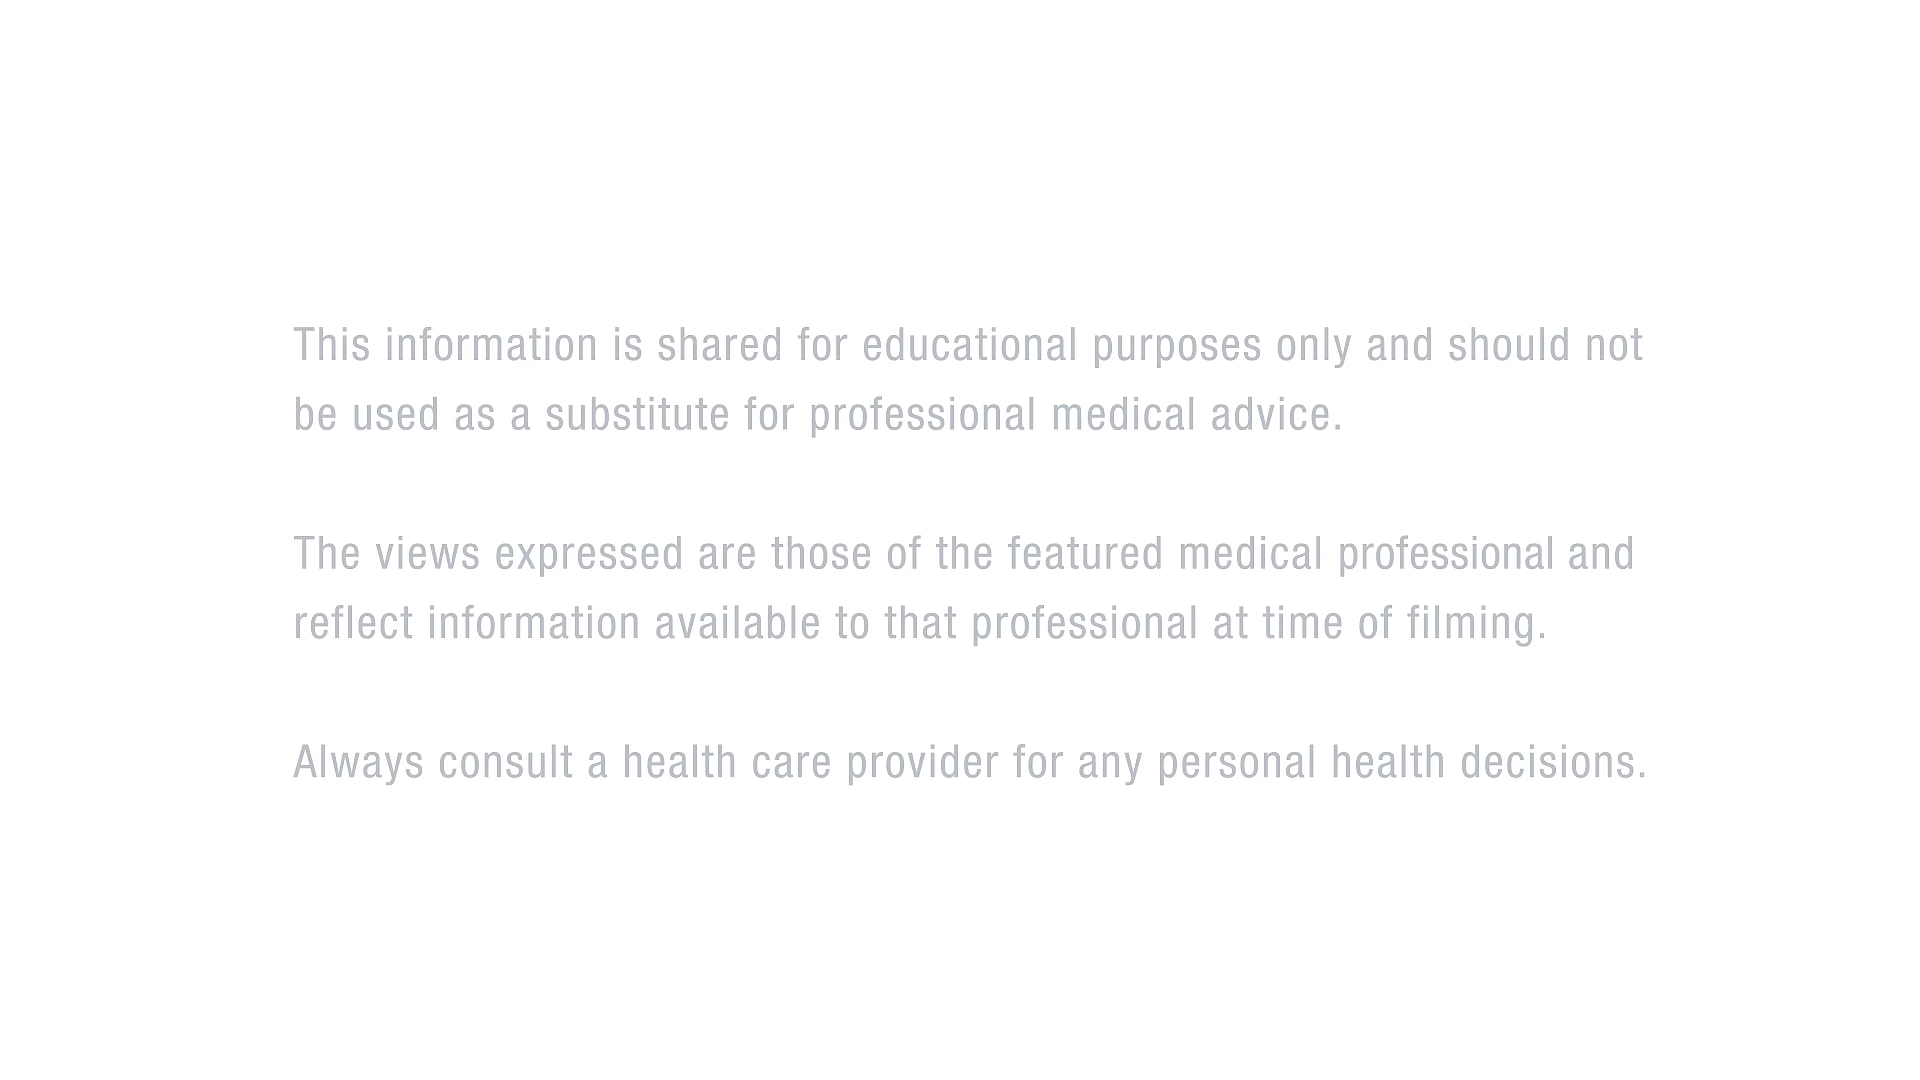 This information is shared for educational purposes only and should not
be used as a substitute for professional medical advice.
The views expressed are those of the featured medical professional and
reflect information available to that professional at time of filming.
Always consult a health care provider for any personal health decisions.